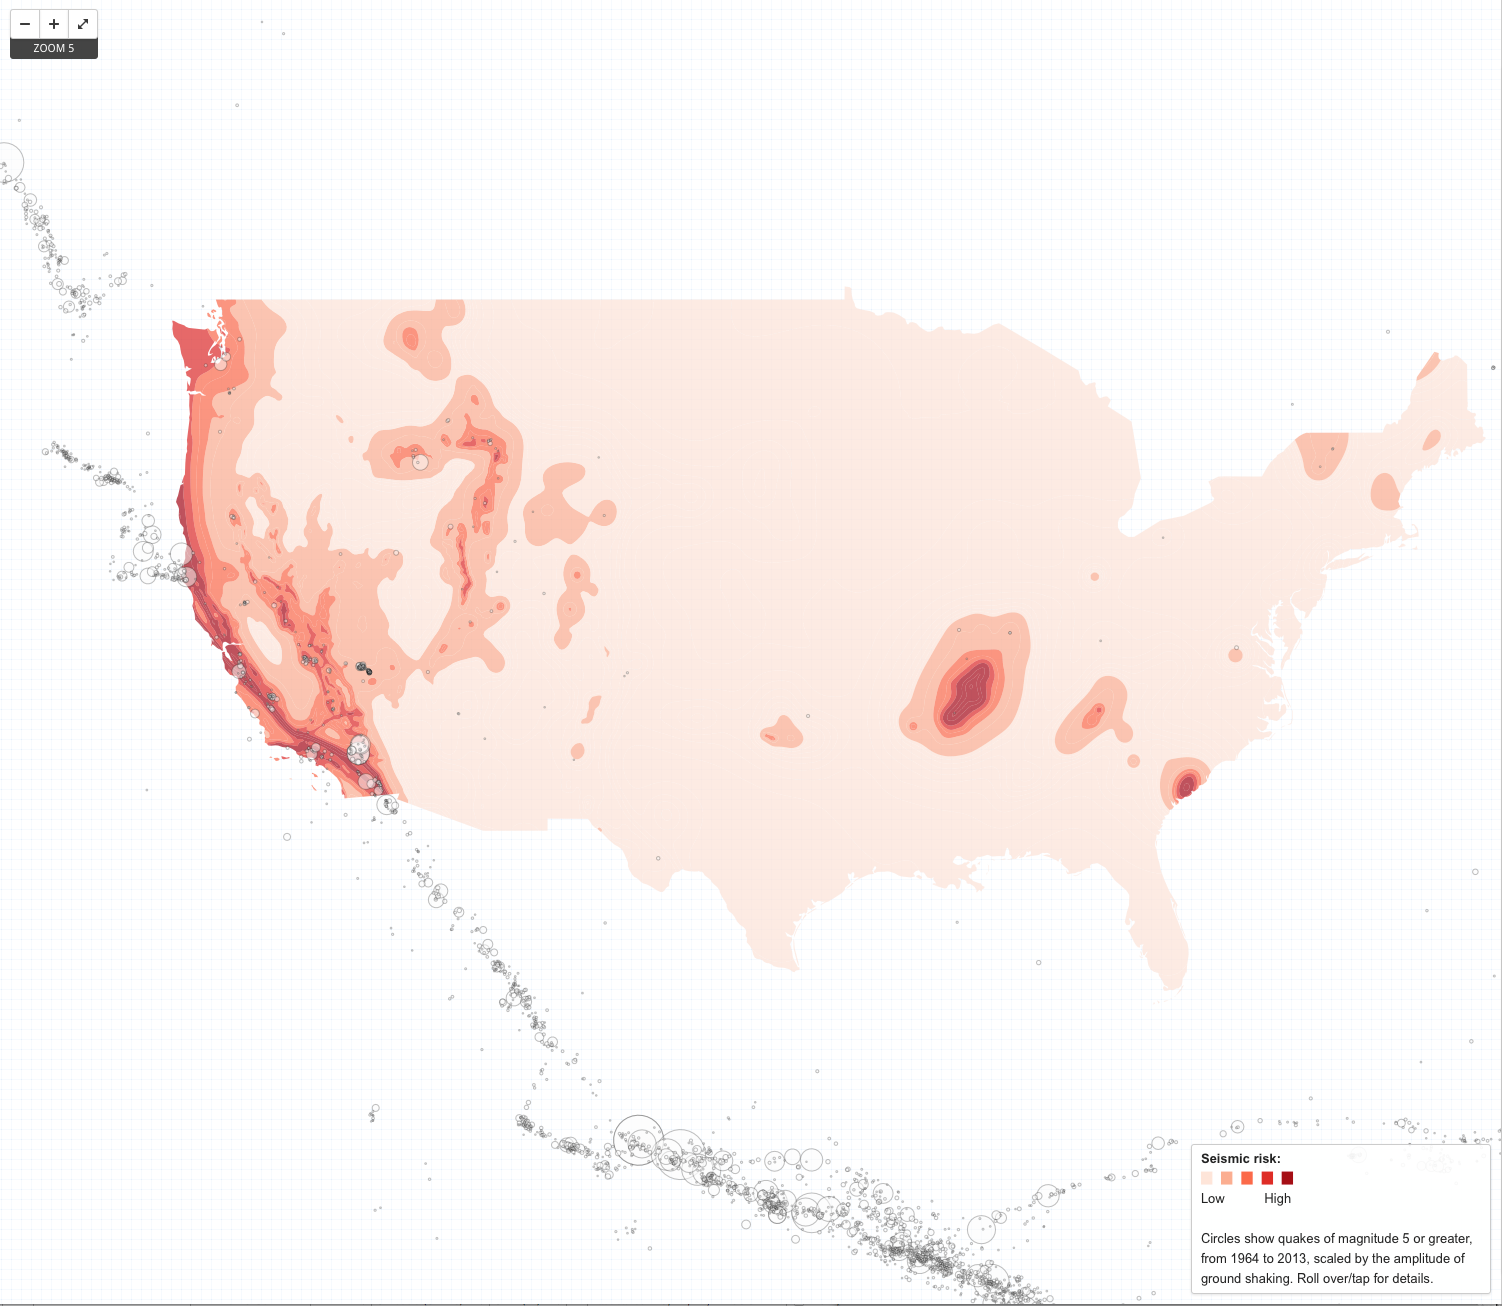 ZOOM 5
Seismic risk:
Low High
Circles show quakes of magnitude 5 or greater,
from 1964 to 2013, scaled by the amplitude of
ground shaking. Roll over/tap for details.